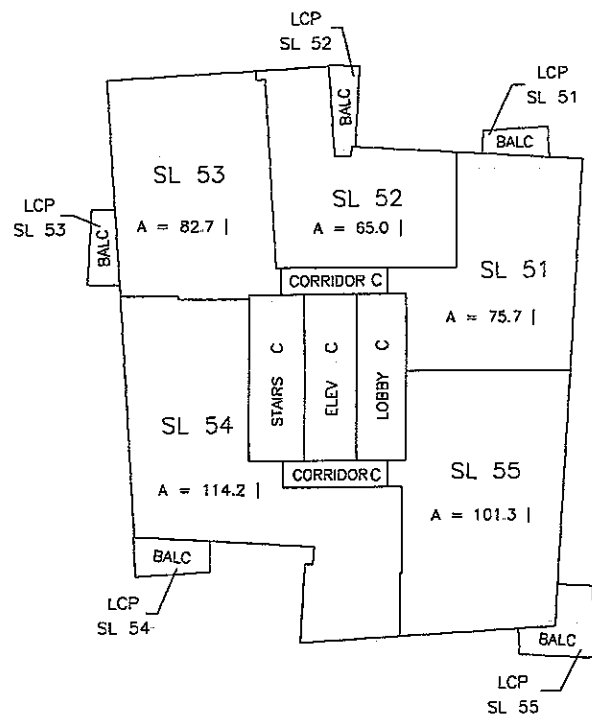 LCP
SL 52
LCP
SL 51
BALC
BALC
SL 53
SL 52
LCP
SL 53
BALC
A = 82.7 |
A = 65.0 |
SL 51
CORRIDOR C
A = 75.7 |
STAIRS C
ELEV C
LOBBY C
SL 54
SL 55
CORRIDOR C
A = 114.2 |
A = 101.3 |
BALC
LCP
SL 54
BALC
LCP
SL 55